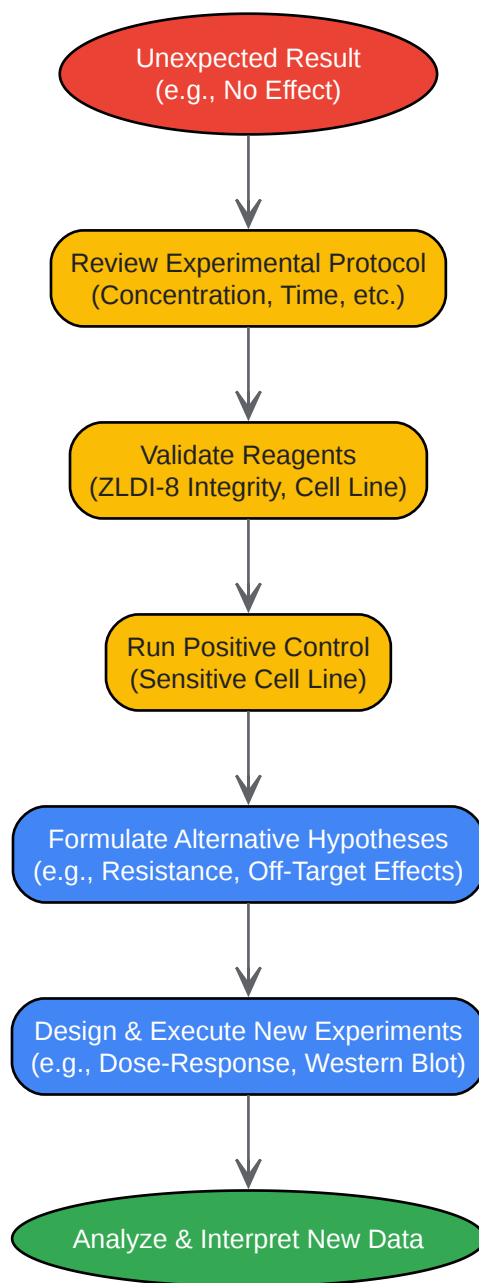 Unexpected Result
(e.g., No Effect)
Review Experimental Protocol
(Concentration, Time, etc.)
Validate Reagents
(ZLDI-8 Integrity, Cell Line)
Run Positive Control
(Sensitive Cell Line)
Formulate Alternative Hypotheses
(e.g., Resistance, Off-Target Effects)
Design & Execute New Experiments
(e.g., Dose-Response, Western Blot)
Analyze & Interpret New Data